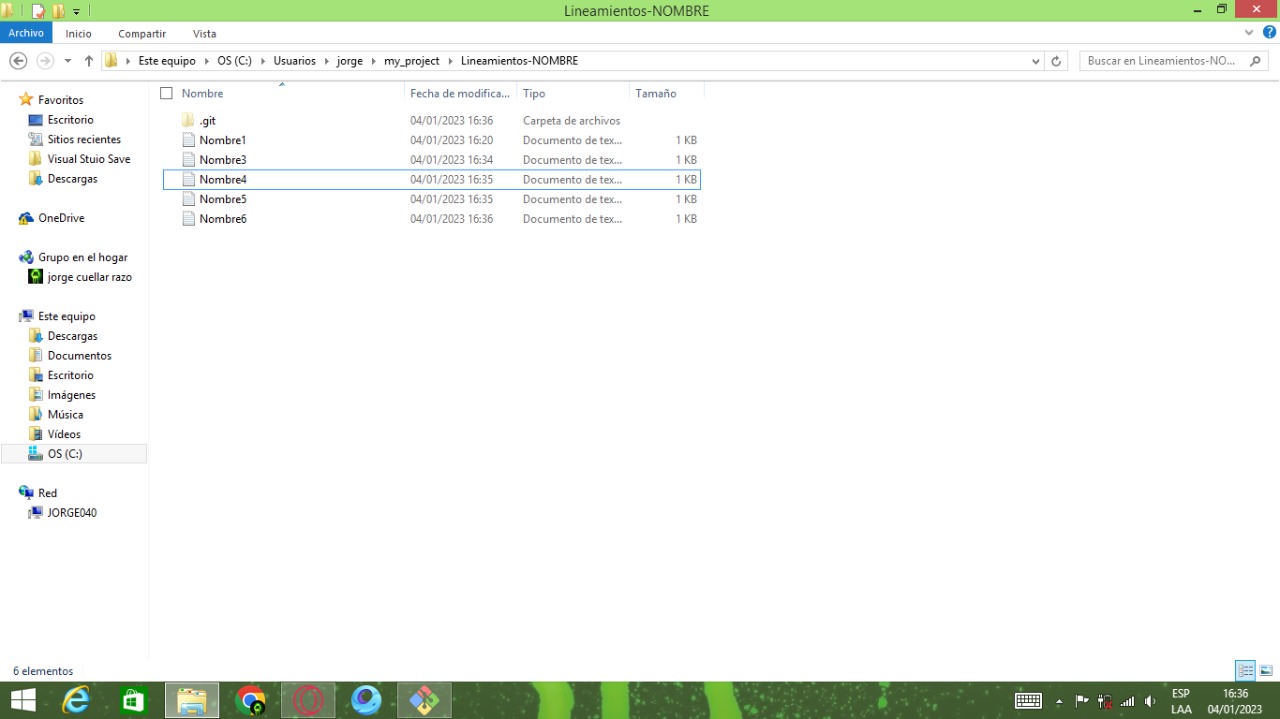 Lineamientos-NOMBRE
Archivo Inicio Compartir Vista
Este equipo OS (C:) Usuarios jorge my_project Lineamientos-NOMBRE Buscar en Lineamientos-NO...
Favoritos
Escritorio
Sitios recientes
Visual Stuio Save
Descargas
OneDrive
Grupo en el hogar
jorge cuellar razo
Este equipo
Descargas
Documentos
Escritorio
Imágenes
Música
Vídeos
OS (C:)
Red
JORGE040
Nombre Fecha de modifica... Tipo Tamaño
.git 04/01/2023 16:36 Carpeta de archivos
Nombre1 04/01/2023 16:20 Documento de tex... 1 KB
Nombre3 04/01/2023 16:34 Documento de tex... 1 KB
Nombre4 04/01/2023 16:35 Documento de tex... 1 KB
Nombre5 04/01/2023 16:35 Documento de tex... 1 KB
Nombre6 04/01/2023 16:36 Documento de tex... 1 KB
6 elementos
ESP 16:36
LAA 04/01/2023